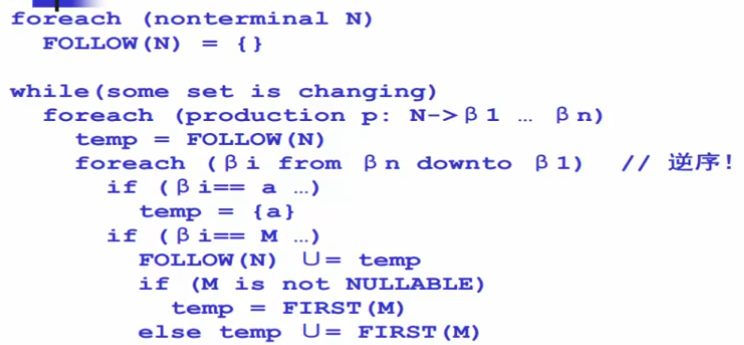 foreach (nonterminal N)
FOLLOW(N) = {}
while(some set is changing)
foreach (production p: N->β1 … βn)
temp = FOLLOW(N)
foreach (βi from βn downto β1) // 逆序!
if (βi== a …)
temp = {a}
if (βi== M …)
FOLLOW(N) ∪= temp
if (M is not NULLABLE)
temp = FIRST(M)
else temp ∪= FIRST(M)